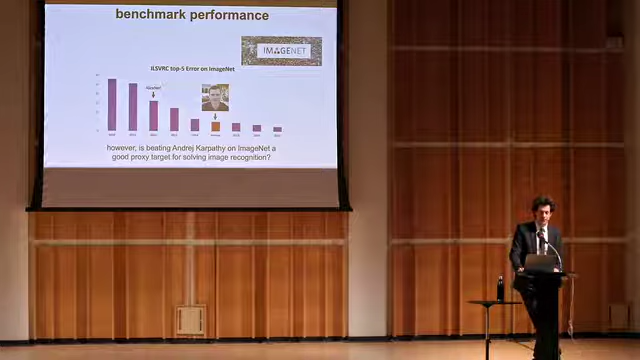 benchmark performance
IMAGENET
ILSVRC top-5 Error on ImageNet
AlexNet
however, is beating Andrej Karpathy on ImageNet a
good proxy target for solving image recognition?